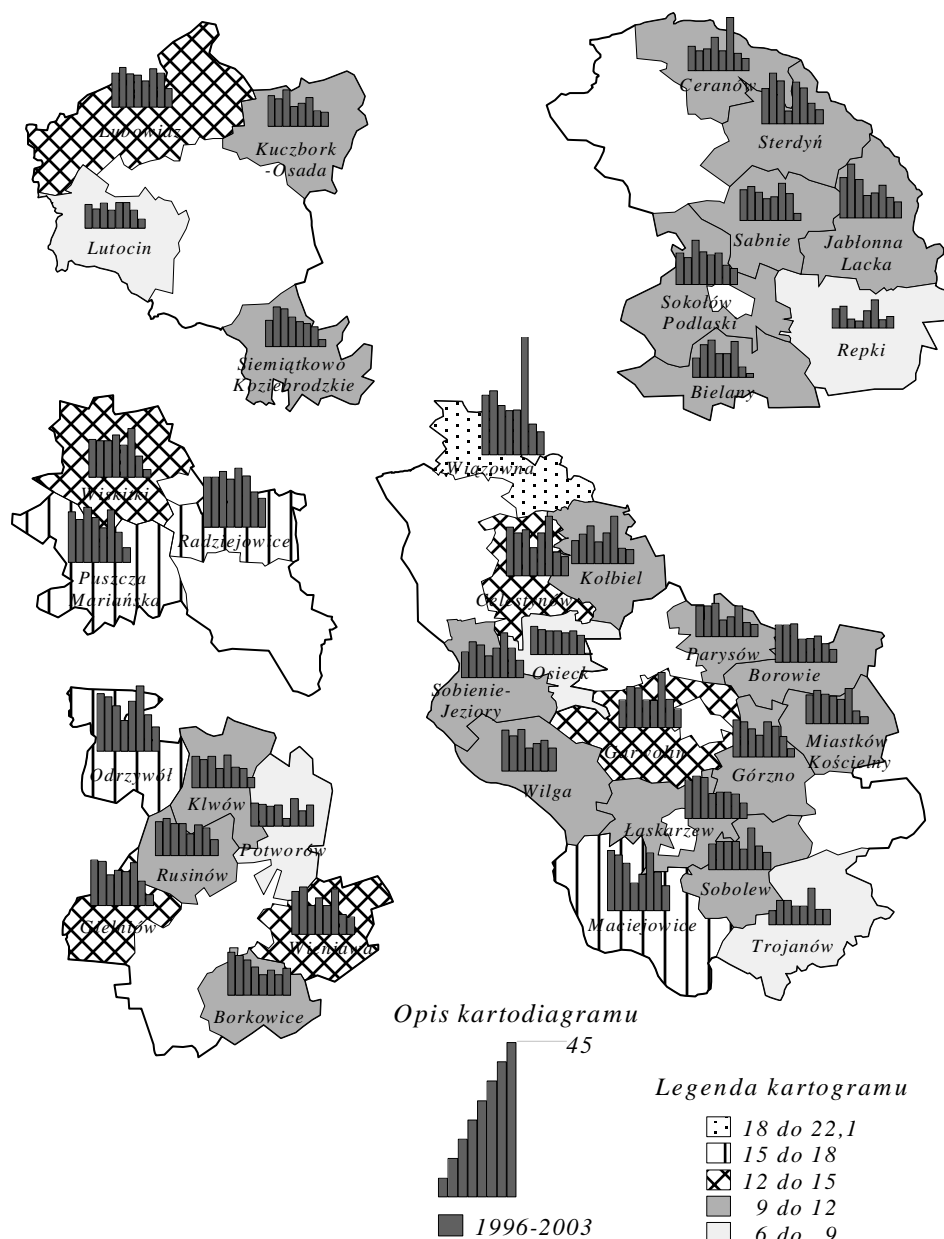 Lubowidz
Kuczbork
-Osada
Lutocin
Siemiątkowo
Koziebrodzkie
Ceranów
Sterdyń
Sabnie
Jabłonna
Lacka
Sokołów
Podlaski
Repki
Bielany
Wiskitki
Radziejowice
Puszcza
Mariańska
Wiązowna
Kołbiel
Celestynów
Osieck
Parysów
Borowie
Sobienie-
Jeziory
Garwolin
Miastków
Kościelny
Górzno
Wilga
Łaskarzew
Sobolew
Maciejowice
Trojanów
Odrzywół
Klwów
Potworów
Rusinów
Gielniów
Wieniawa
Borkowice
Opis kartodiagramu
45
1996-2003
Legenda kartogramu
18 do 22,1
15 do 18
12 do 15
9 do 12
6 do 9